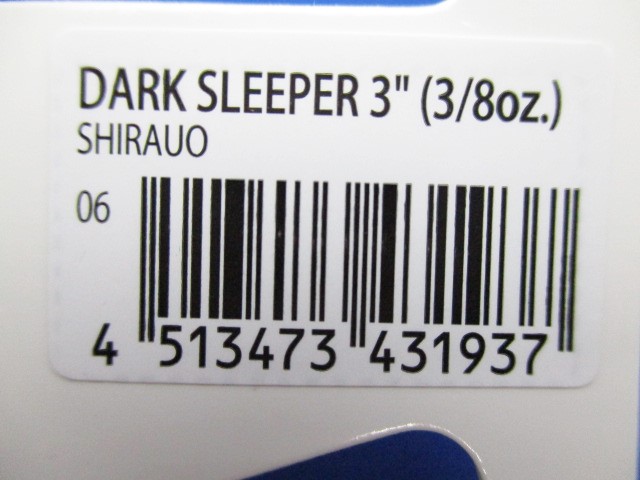 DARK SLEEPER 3" (3/8oz.)
SHIRAUO
06
4 513473 431937